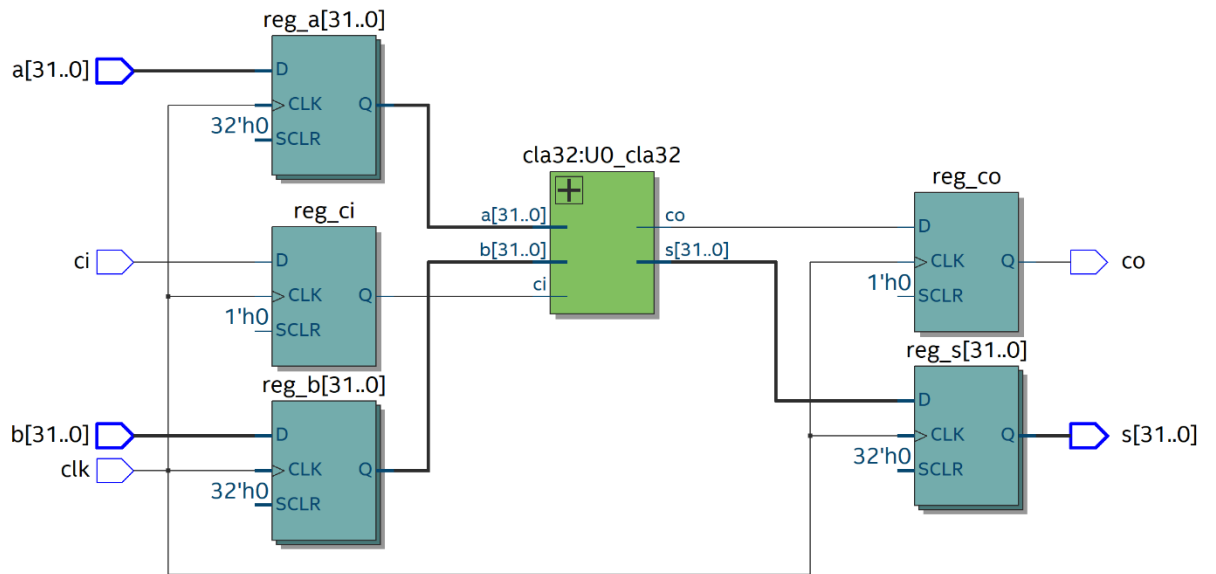 reg_a[31..0]
a[31..0]
D
CLK
Q
32'h0
SCLR
reg_ci
ci
D
CLK
Q
1'h0
SCLR
reg_b[31..0]
b[31..0]
D
clk
CLK
Q
32'h0
SCLR
cla32:U0_cla32
+
a[31..0]
co
b[31..0]
s[31..0]
ci
reg_co
D
CLK
Q
co
1'h0
SCLR
reg_s[31..0]
D
CLK
Q
s[31..0]
32'h0
SCLR